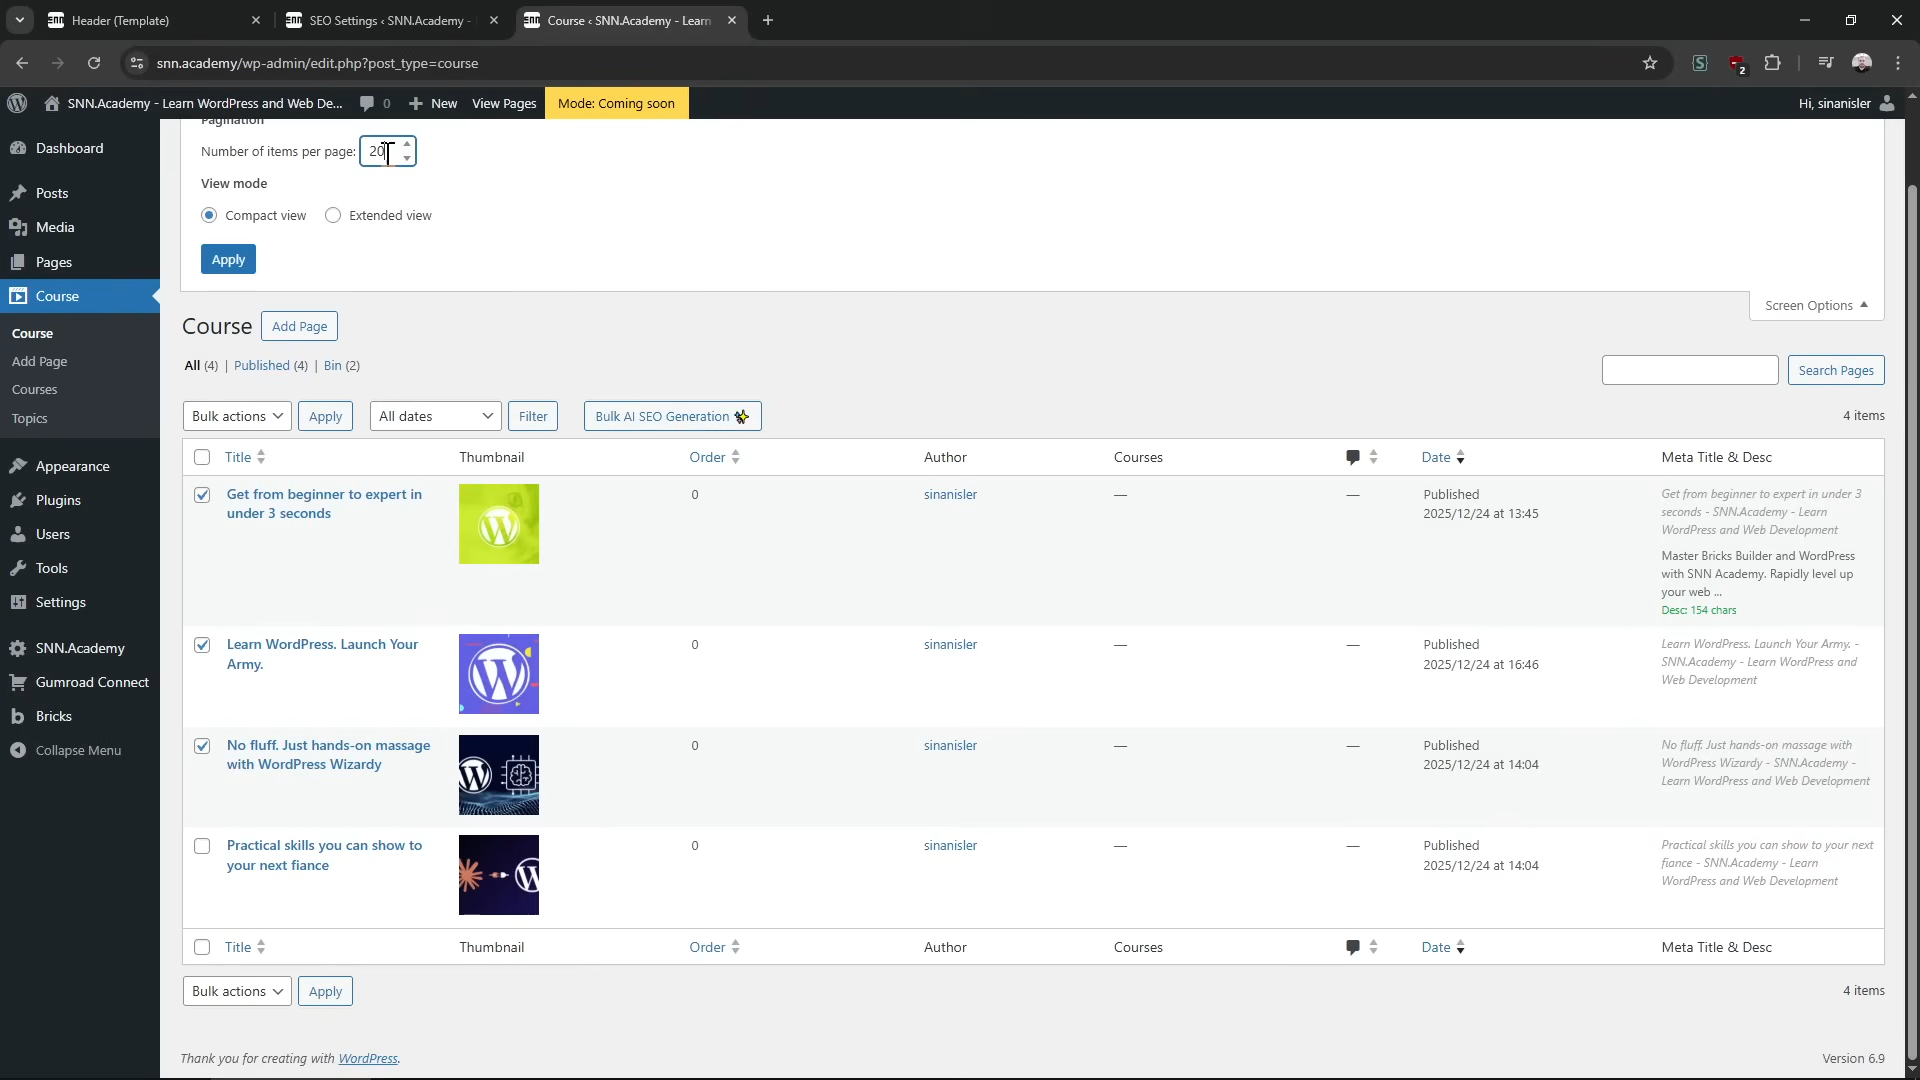 Header (Template)
SEO Settings ‹ SNN.Academy -
Course ‹ SNN.Academy - Learn
snn.academy/wp-admin/edit.php?post_type=course
2
SNN.Academy - Learn WordPress and Web De... 0 New View Pages Mode: Coming soon Hi, sinanisler
Dashboard
Posts
Media
Pages
Course
Course
Add Page
Courses
Topics
Appearance
Plugins
Users
Tools
Settings
SNN.Academy
Gumroad Connect
Bricks
Collapse Menu
Pagination
Number of items per page: 20
View mode
Compact view Extended view
Apply
Screen Options
Course Add Page
All (4) | Published (4) | Bin (2)
Search Pages
Bulk actions Apply All dates Filter Bulk AI SEO Generation 4 items
Title Thumbnail Order Author Courses Date Meta Title & Desc
Get from beginner to expert in
under 3 seconds
0
sinanisler
—
—
Published
2025/12/24 at 13:45
Get from beginner to expert in under 3
seconds - SNN.Academy - Learn
WordPress and Web Development
Master Bricks Builder and WordPress
with SNN Academy. Rapidly level up
your web ...
Desc: 154 chars
Learn WordPress. Launch Your
Army.
0
sinanisler
—
—
Published
2025/12/24 at 16:46
Learn WordPress. Launch Your Army. -
SNN.Academy - Learn WordPress and
Web Development
No fluff. Just hands-on massage
with WordPress Wizardy
0
sinanisler
—
—
Published
2025/12/24 at 14:04
No fluff. Just hands-on massage with
WordPress Wizardy - SNN.Academy -
Learn WordPress and Web Development
Practical skills you can show to
your next fiance
0
sinanisler
—
—
Published
2025/12/24 at 14:04
Practical skills you can show to your next
fiance - SNN.Academy - Learn
WordPress and Web Development
Title Thumbnail Order Author Courses Date Meta Title & Desc
Bulk actions Apply 4 items
Thank you for creating with WordPress. Version 6.9